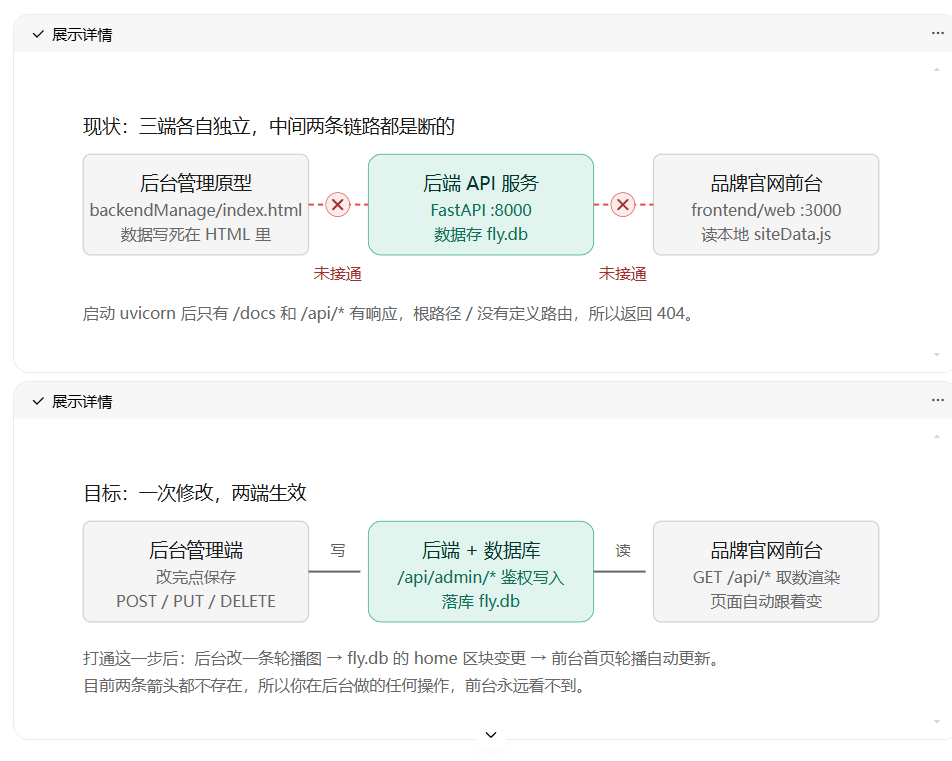 展示详情
现状：三端各自独立，中间两条链路都是断的
后台管理原型
backendManage/index.html
数据写死在 HTML 里
后端 API 服务
FastAPI :8000
数据存 fly.db
品牌官网前台
frontend/web :3000
读本地 siteData.js
未接通
未接通
启动 uvicorn 后只有 /docs 和 /api/* 有响应，根路径 / 没有定义路由，所以返回 404。
展示详情
目标：一次修改，两端生效
后台管理端
改完点保存
POST / PUT / DELETE
写
后端 + 数据库
/api/admin/* 鉴权写入
落库 fly.db
读
品牌官网前台
GET /api/* 取数渲染
页面自动跟着变
打通这一步后：后台改一条轮播图 → fly.db 的 home 区块变更 → 前台首页轮播自动更新。
目前两条箭头都不存在，所以你在后台做的任何操作，前台永远看不到。